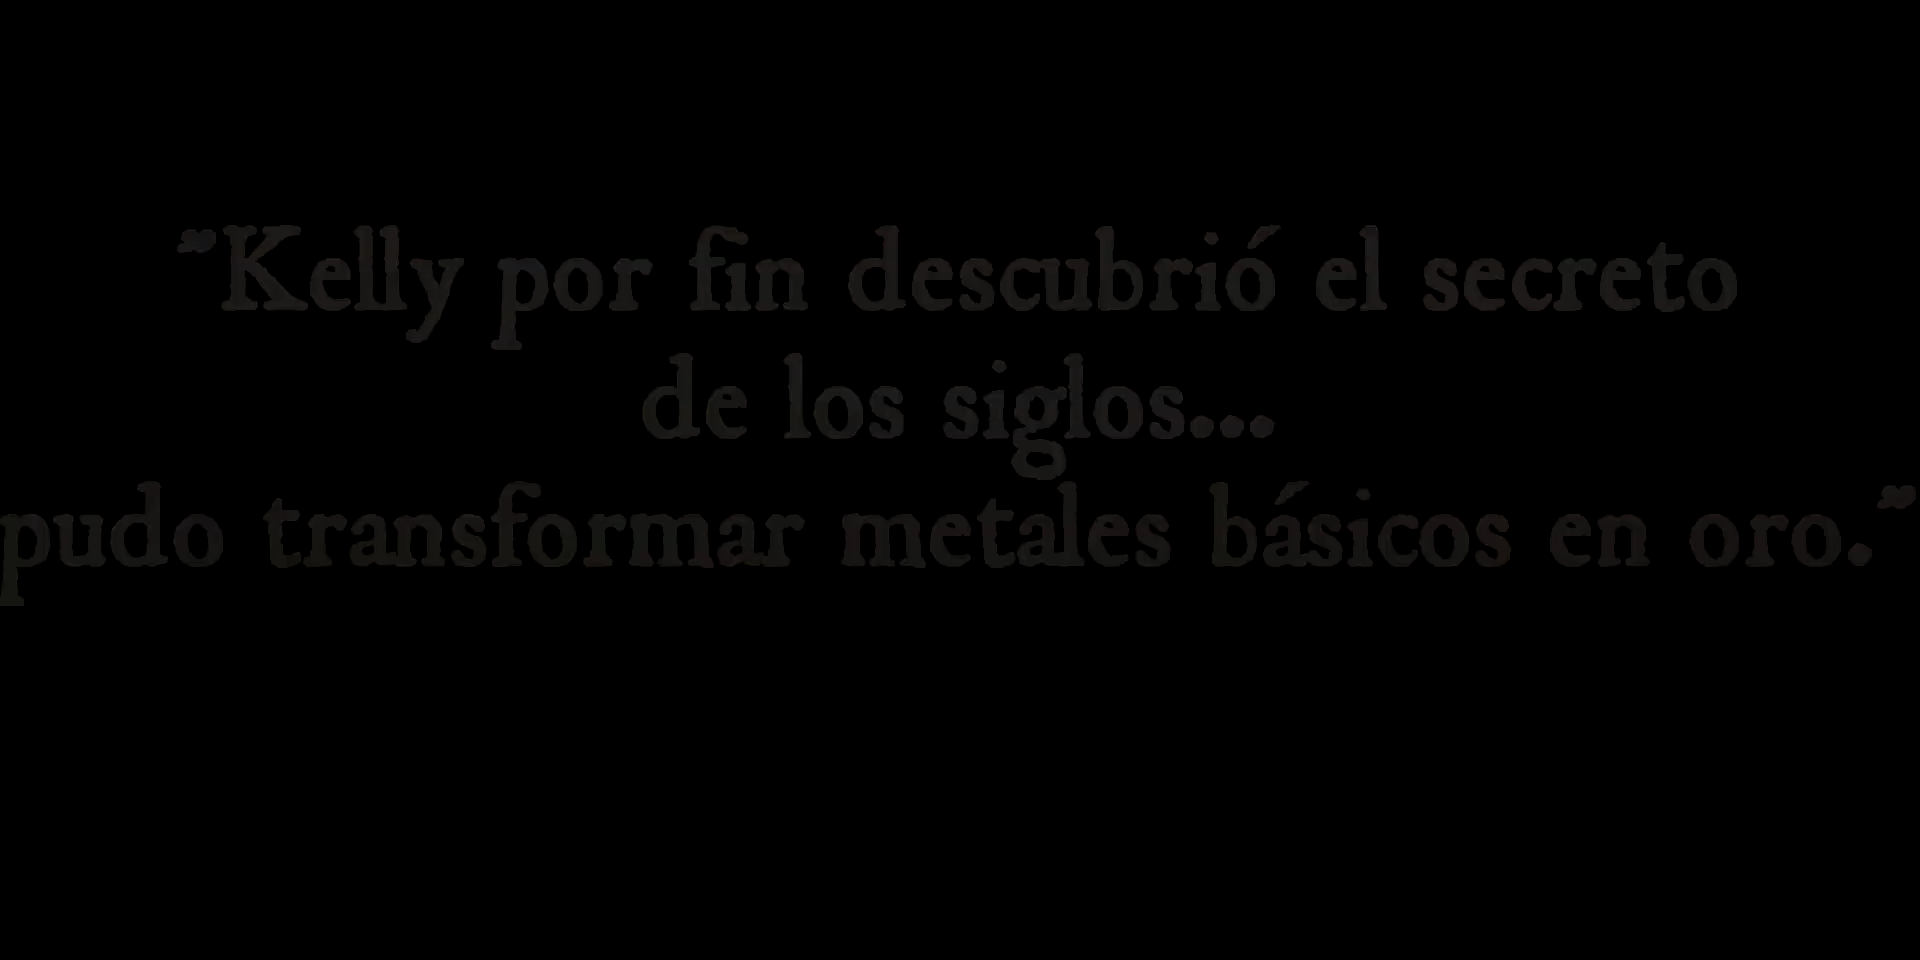 "Kelly por fin descubrió el secreto
de los siglos...
pudo transformar metales básicos en oro."